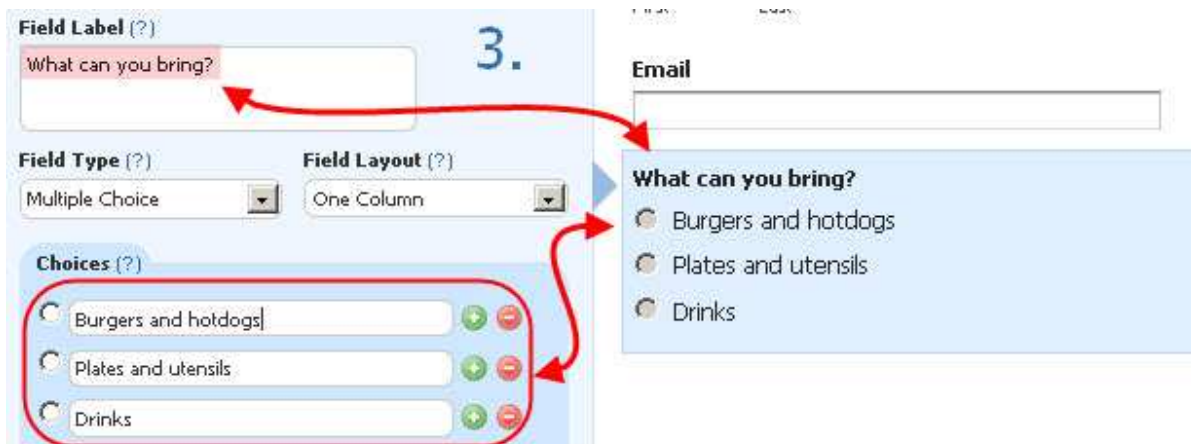 Field Label (?)
What can you bring?
3.
Field Type (?)
Field Layout (?)
Multiple Choice
One Column
Choices (?)
Burgers and hotdogs
Plates and utensils
Drinks
Email
What can you bring?
Burgers and hotdogs
Plates and utensils
Drinks